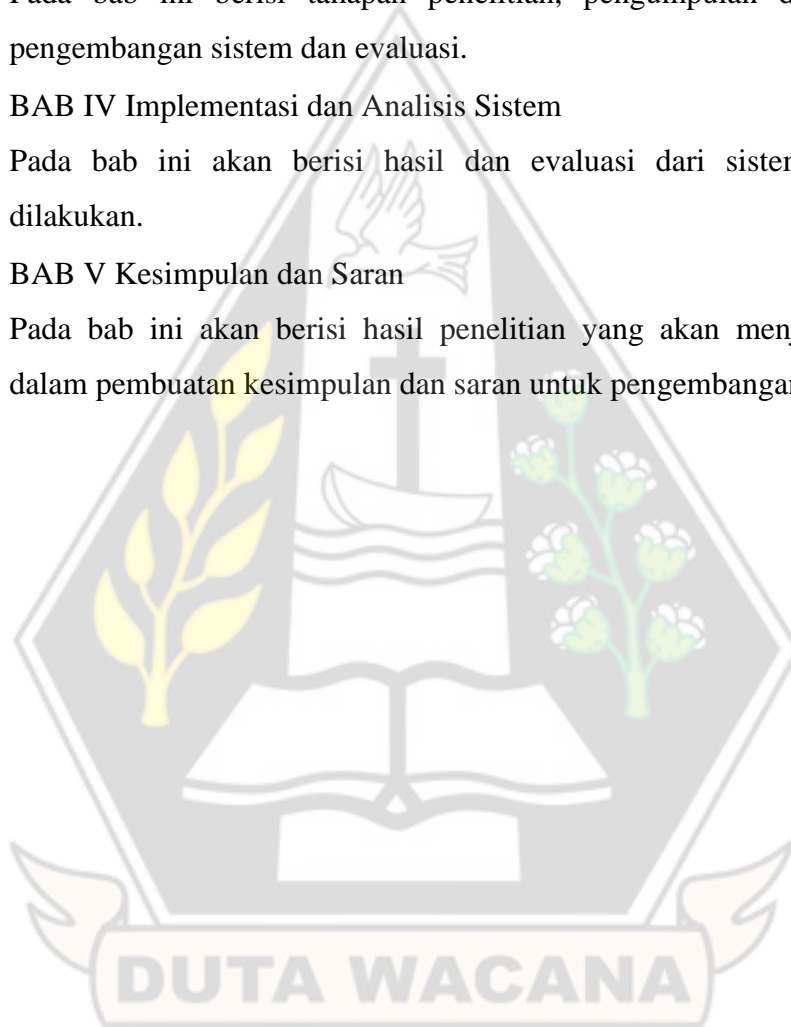 Pada bab ini berisi tahapan penelitian, pengumpulan d
pengembangan sistem dan evaluasi.
BAB IV Implementasi dan Analisis Sistem
Pada bab ini akan berisi hasil dan evaluasi dari sistem
dilakukan.
BAB V Kesimpulan dan Saran
Pada bab ini akan berisi hasil penelitian yang akan menj
dalam pembuatan kesimpulan dan saran untuk pengembangan
DUTA WACANA